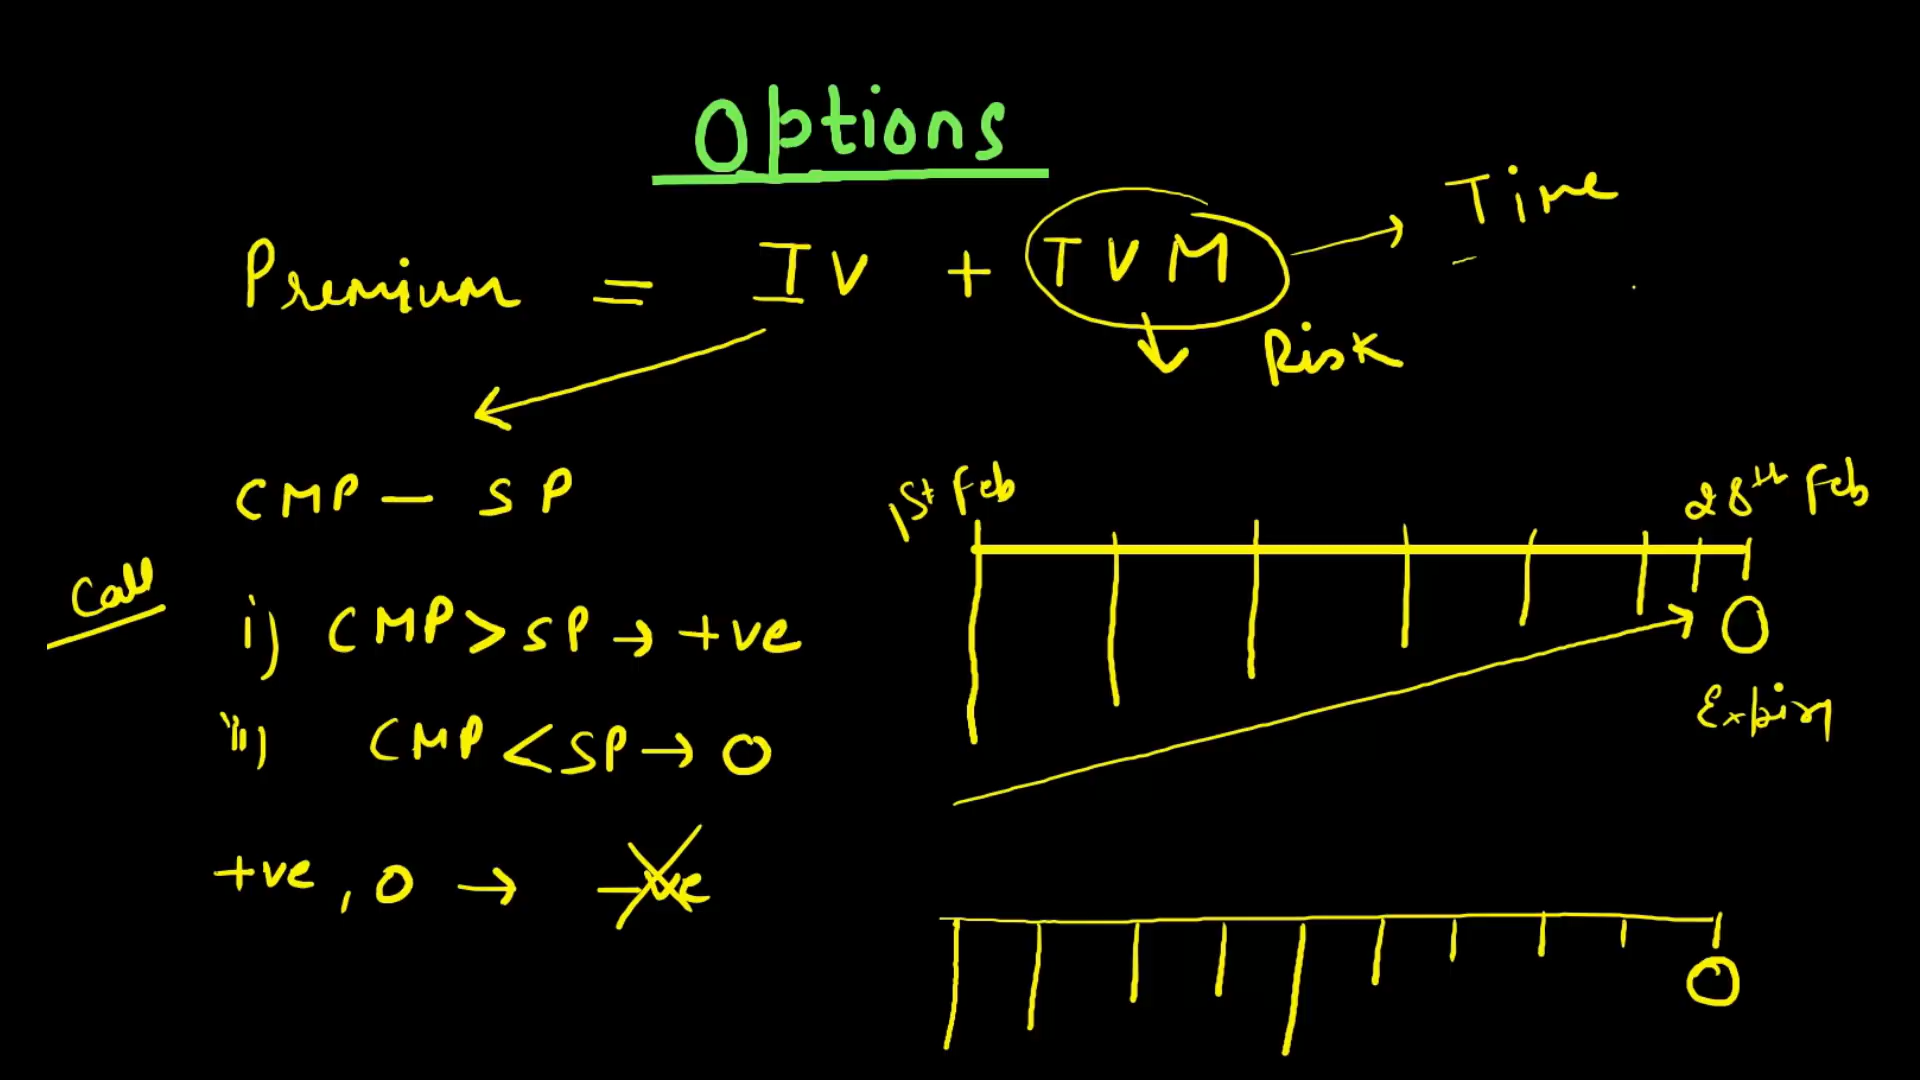 Options
Premium = IV + TVM → Time
Risk
CMP - SP
Call
i) CMP > SP → +ve
ii) CMP < SP → 0
+ve, 0 → -ve
1st Feb
28th Feb
0
Expiry
0